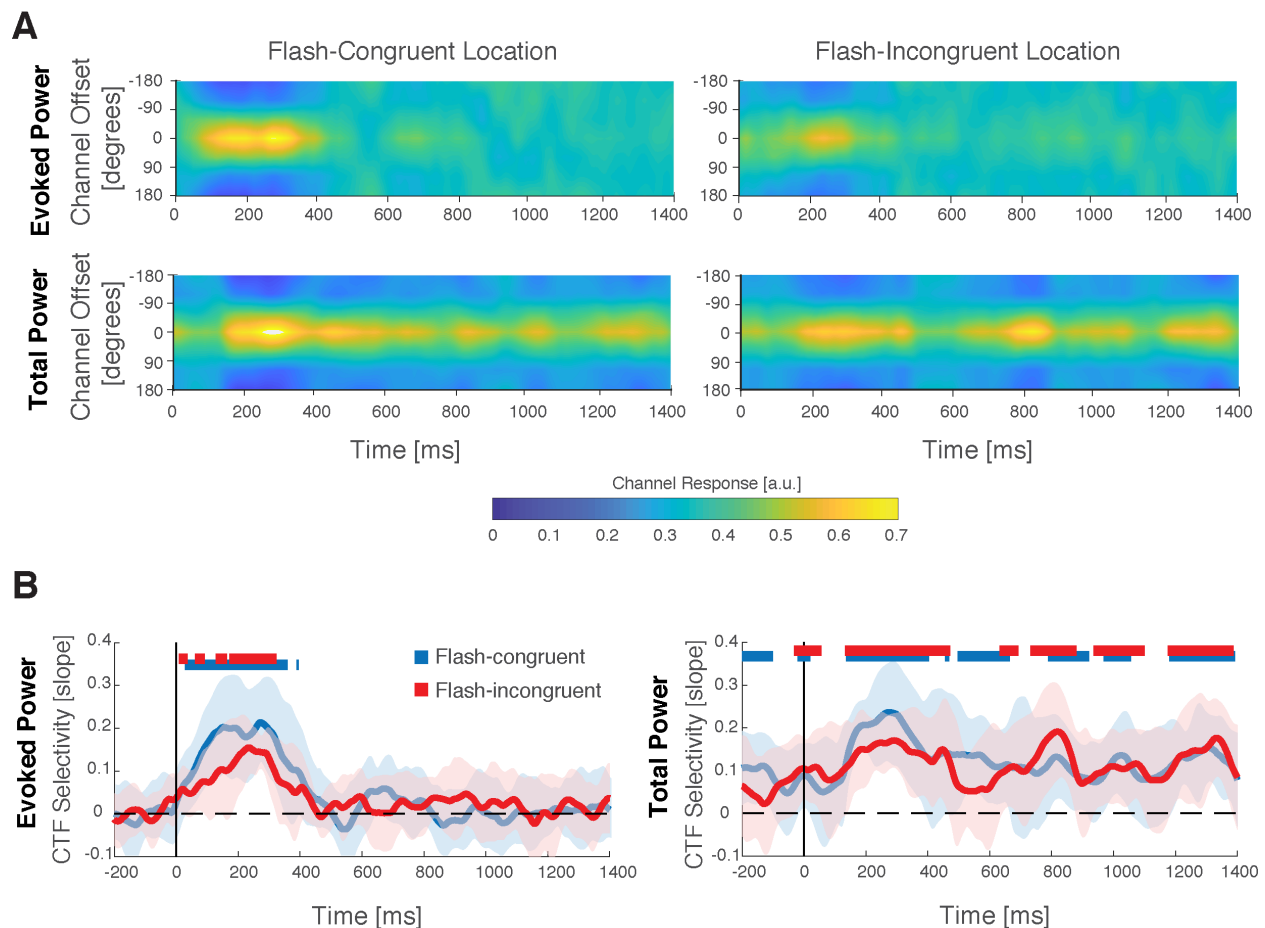 A
Flash-Congruent Location
Flash-Incongruent Location
Evoked Power
Channel Offset
[degrees]
-180
-90
0
90
180
0 200 400 600 800 1000 1200 1400
-180
-90
0
90
180
0 200 400 600 800 1000 1200 1400
Total Power
Channel Offset
[degrees]
-180
-90
0
90
180
0 200 400 600 800 1000 1200 1400
Time [ms]
-180
-90
0
90
180
0 200 400 600 800 1000 1200 1400
Time [ms]
Channel Response [a.u.]
0 0.1 0.2 0.3 0.4 0.5 0.6 0.7
B
Evoked Power
CTF Selectivity [slope]
0.4
0.3
0.2
0.1
0
-0.1
Flash-congruent
Flash-incongruent
-200 0 200 400 600 800 1000 1200 1400
Time [ms]
Total Power
CTF Selectivity [slope]
0.4
0.3
0.2
0.1
0
-0.1
-200 0 200 400 600 800 1000 1200 1400
Time [ms]